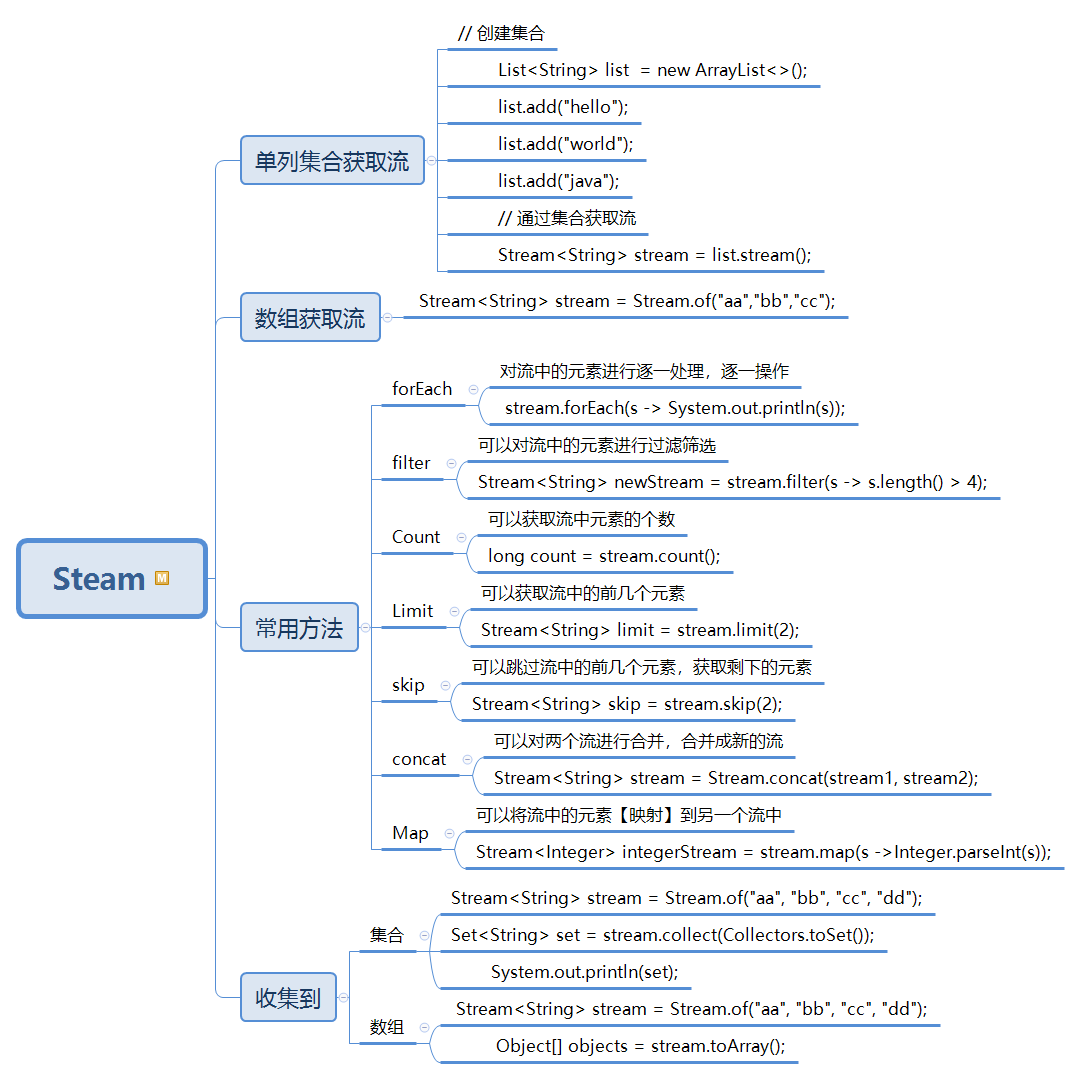 Steam
M
单列集合获取流
// 创建集合
List<String> list  = new ArrayList<>();
list.add("hello");
list.add("world");
list.add("java");
// 通过集合获取流
Stream<String> stream = list.stream();
数组获取流
Stream<String> stream = Stream.of("aa","bb","cc");
常用方法
forEach
对流中的元素进行逐一处理，逐一操作
stream.forEach(s -> System.out.println(s));
filter
可以对流中的元素进行过滤筛选
Stream<String> newStream = stream.filter(s -> s.length() > 4);
Count
可以获取流中元素的个数
long count = stream.count();
Limit
可以获取流中的前几个元素
Stream<String> limit = stream.limit(2);
skip
可以跳过流中的前几个元素，获取剩下的元素
Stream<String> skip = stream.skip(2);
concat
可以对两个流进行合并，合并成新的流
Stream<String> stream = Stream.concat(stream1, stream2);
Map
可以将流中的元素【映射】到另一个流中
Stream<Integer> integerStream = stream.map(s ->Integer.parseInt(s));
收集到
集合
Stream<String> stream = Stream.of("aa", "bb", "cc", "dd");
Set<String> set = stream.collect(Collectors.toSet());
System.out.println(set);
数组
Stream<String> stream = Stream.of("aa", "bb", "cc", "dd");
Object[] objects = stream.toArray();